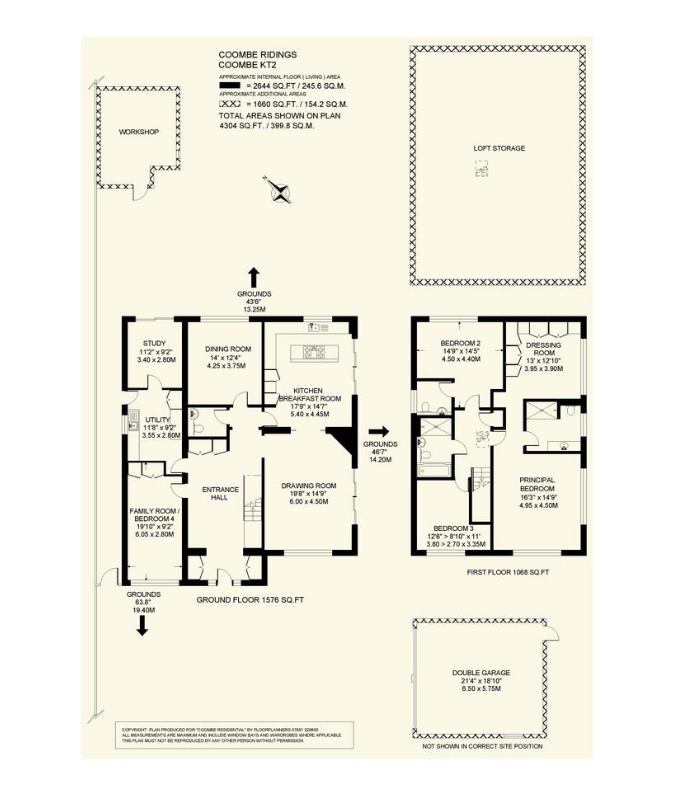 COOMBE RIDINGS
COOMBE KT2
APPROXIMATE INTERNAL FLOOR ( LIVING ) AREA
= 2644 SQ.FT / 245.6 SQ.M.
APPROXIMATE ADDITIONAL AREAS
= 1660 SQ.FT. / 154.2 SQ.M.
TOTAL AREAS SHOWN ON PLAN
4304 SQ.FT. / 399.8 SQ.M.
WORKSHOP
LOFT STORAGE
N
GROUNDS
43'6"
13.25M
STUDY
11'2" x 9'2"
3.40 x 2.80M
DINING ROOM
14' x 12'4"
4.25 x 3.75M
KITCHEN
BREAKFAST ROOM
17'9" x 14'7"
5.40 x 4.45M
UTILITY
11'8" x 9'2"
3.55 x 2.80M
GROUNDS
46'7"
14.20M
ENTRANCE
HALL
DRAWING ROOM
19'8" x 14'9"
6.00 x 4.50M
FAMILY ROOM /
BEDROOM 4
19'10" x 9'2"
6.05 x 2.80M
GROUNDS
63.8"
19.40M
GROUND FLOOR 1576 SQ.FT
BEDROOM 2
14'9" x 14'5"
4.50 x 4.40M
DRESSING
ROOM
13' x 12'10"
3.95 x 3.90M
PRINCIPAL
BEDROOM
16'3" x 14'9"
4.95 x 4.50M
BEDROOM 3
12'6" > 8'10" x 11'
3.80 > 2.70 x 3.35M
FIRST FLOOR 1068 SQ.FT
DOUBLE GARAGE
21'4" x 18'10"
6.50 x 5.75M
NOT SHOWN IN CORRECT SITE POSITION
COPYRIGHT. PLAN PRODUCED FOR "COOMBE RESIDENTIAL" BY FLOORPLANNERS 07801 228850
ALL MEASUREMENTS ARE MAXIMUM AND INCLUDE WINDOW BAYS AND WARDROBES WHERE APPLICABLE
THIS PLAN MUST NOT BE REPRODUCED BY ANY OTHER PERSON WITHOUT PERMISSION